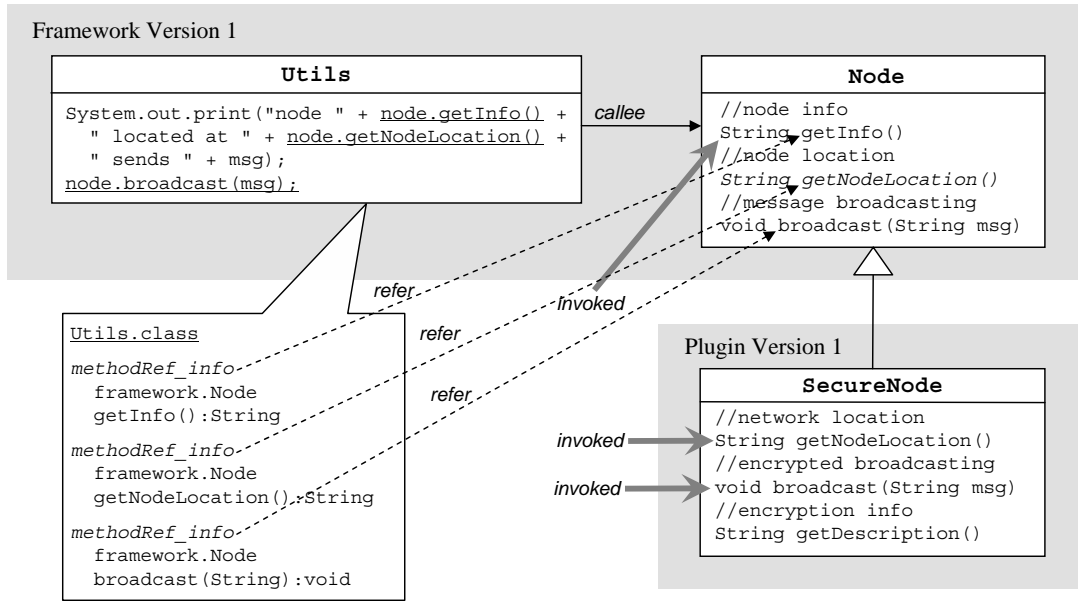 Framework Version 1
Utils
System.out.print("node " + node.getInfo() +
" located at " + node.getNodeLocation() +
" sends " + msg);
node.broadcast(msg);
callee
Node
//node info
String getInfo()
//node location
String getNodeLocation()
//message broadcasting
void broadcast(String msg)
refer
invoked
refer
refer
Utils.class
methodRef_info
framework.Node
getInfo():String
methodRef_info
framework.Node
getNodeLocation():String
methodRef_info
framework.Node
broadcast(String):void
Plugin Version 1
SecureNode
//network location
invoked
String getNodeLocation()
//encrypted broadcasting
invoked
void broadcast(String msg)
//encryption info
String getDescription()